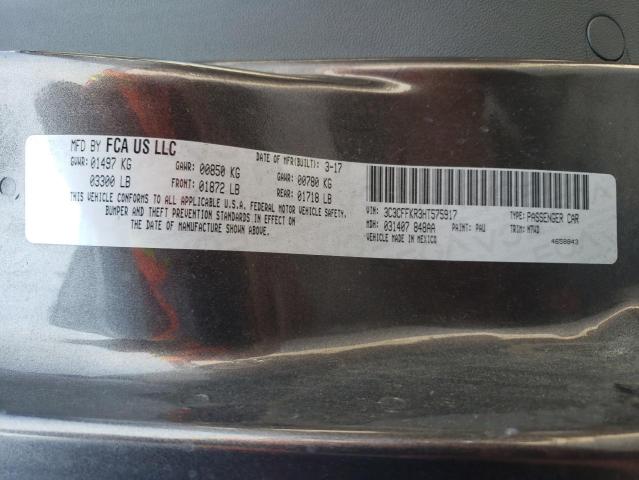 MFD BY FCA US LLC
DATE OF MFR(BUILT): 3-17
GVWR: 01497 KG GAWR: 00850 KG GAWR: 00780 KG
03300 LB FRONT: 01872 LB REAR: 01718 LB
THIS VEHICLE CONFORMS TO ALL APPLICABLE U.S.A. FEDERAL MOTOR VEHICLE SAFETY,
BUMPER AND THEFT PREVENTION STANDARDS IN EFFECT ON
THE DATE OF MANUFACTURE SHOWN ABOVE.
VIN: 3C3CFFKR3HT575917 TYPE: PASSENGER CAR
MDH: 031407 848AA PAINT: PAU TRIM: M7XD
VEHICLE MADE IN MEXICO 4658843